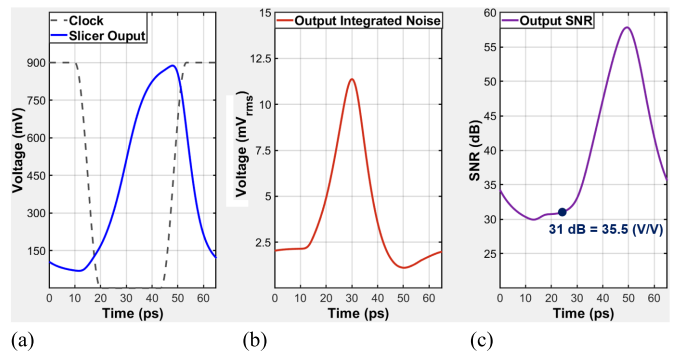 Clock
Slicer Ouput
Voltage (mV)
900
750
600
450
300
150
0 10 20 30 40 50 60
Time (ps)
(a)
Output Integrated Noise
Voltage (mVrms)
15
12.5
10
7.5
5
2.5
0 10 20 30 40 50 60
Time (ps)
(b)
Output SNR
SNR (dB)
60
55
50
45
40
35
30
25
31 dB = 35.5 (V/V)
0 10 20 30 40 50 60
Time (ps)
(c)